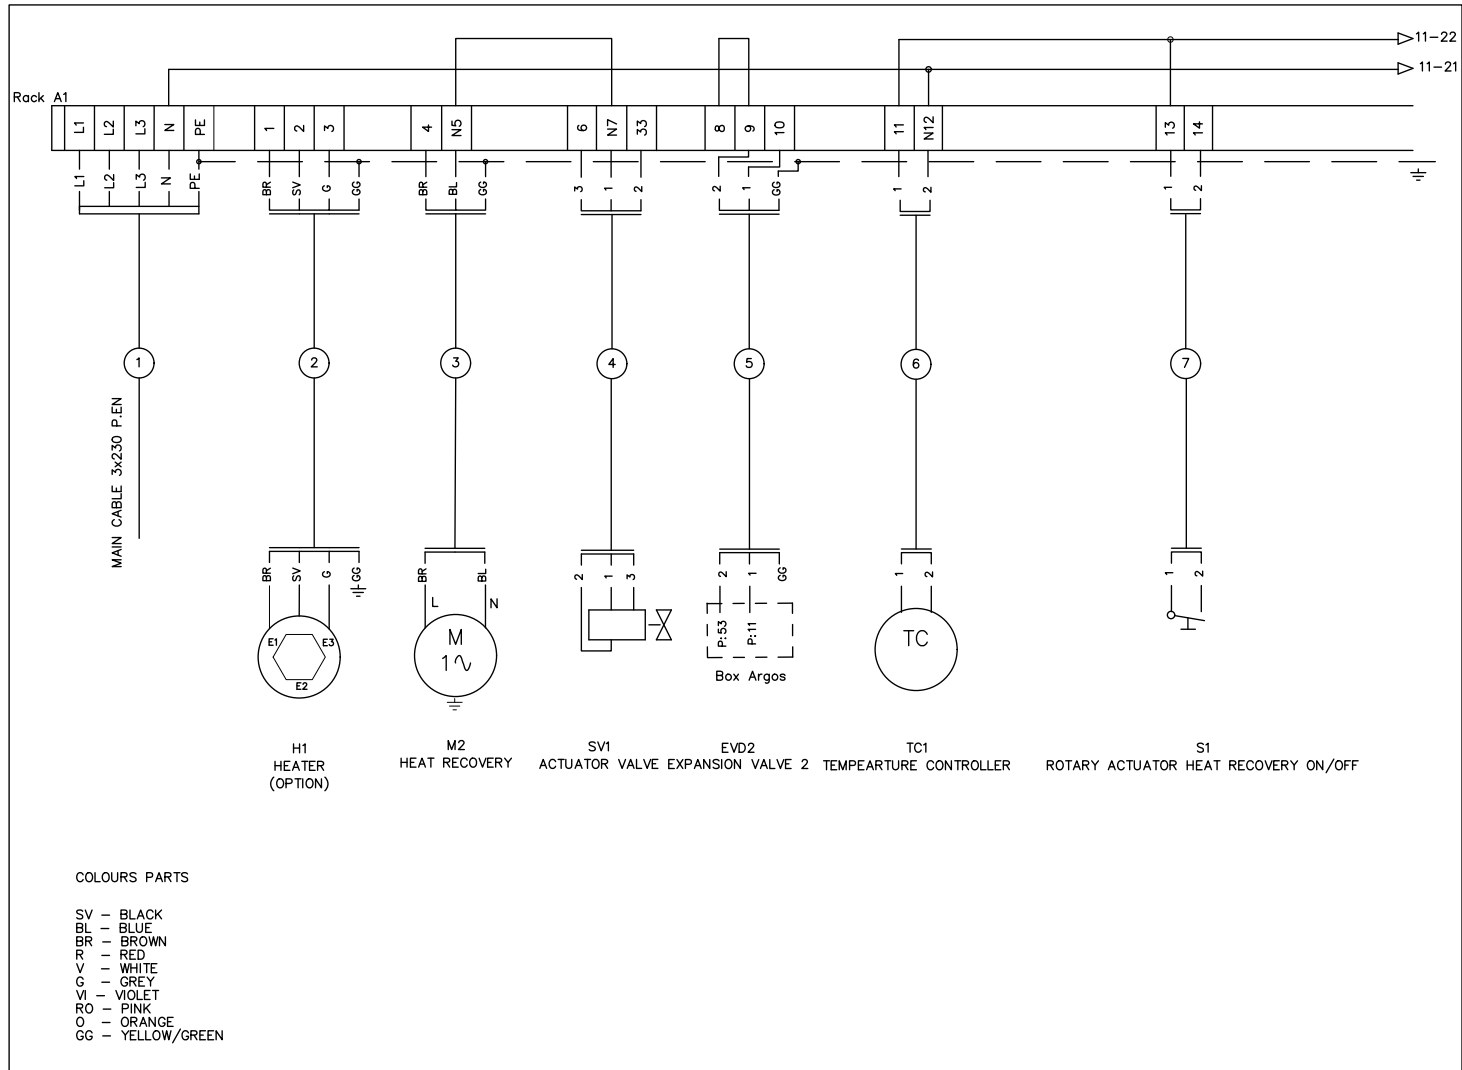 11-22
11-21
Rack A1
L1 L2 L3 N PE 1 2 3 4 N5 6 N7 33 8 9 10 11 N12 13 14
L1 L2 L3 N PE BR SV G GG BR BL GG 3 1 2 2 1 GG 1 2 1 2
1 2 3 4 5 6 7
MAIN CABLE 3x230 P.EN
BR SV G GG BR BL 2 1 3 2 1 GG 1 2 1 2
L N
E1 E3 M P:53 P:11 TC
1
E2 Box Argos
H1 M2 SV1 EVD2 TC1 S1
HEATER HEAT RECOVERY ACTUATOR VALVE EXPANSION VALVE 2 TEMPEARTURE CONTROLLER ROTARY ACTUATOR HEAT RECOVERY ON/OFF
(OPTION)
COLOURS PARTS
SV - BLACK
BL - BLUE
BR - BROWN
R - RED
V - WHITE
G - GREY
VI - VIOLET
RO - PINK
O - ORANGE
GG - YELLOW/GREEN